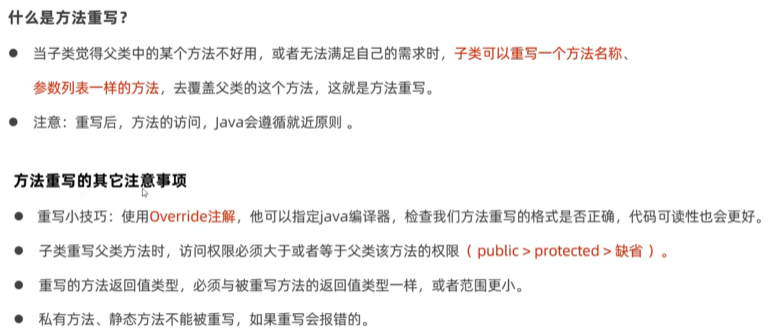 什么是方法重写？
● 当子类觉得父类中的某个方法不好用，或者无法满足自己的需求时，子类可以重写一个方法名称、
参数列表一样的方法，去覆盖父类的这个方法，这就是方法重写。
● 注意：重写后，方法的访问，Java会遵循就近原则 。
方法重写的其它注意事项
● 重写小技巧：使用Override注解，他可以指定java编译器，检查我们方法重写的格式是否正确，代码可读性也会更好。
● 子类重写父类方法时，访问权限必须大于或者等于父类该方法的权限（ public > protected > 缺省 ）。
● 重写的方法返回值类型，必须与被重写方法的返回值类型一样，或者范围更小。
● 私有方法、静态方法不能被重写，如果重写会报错的。